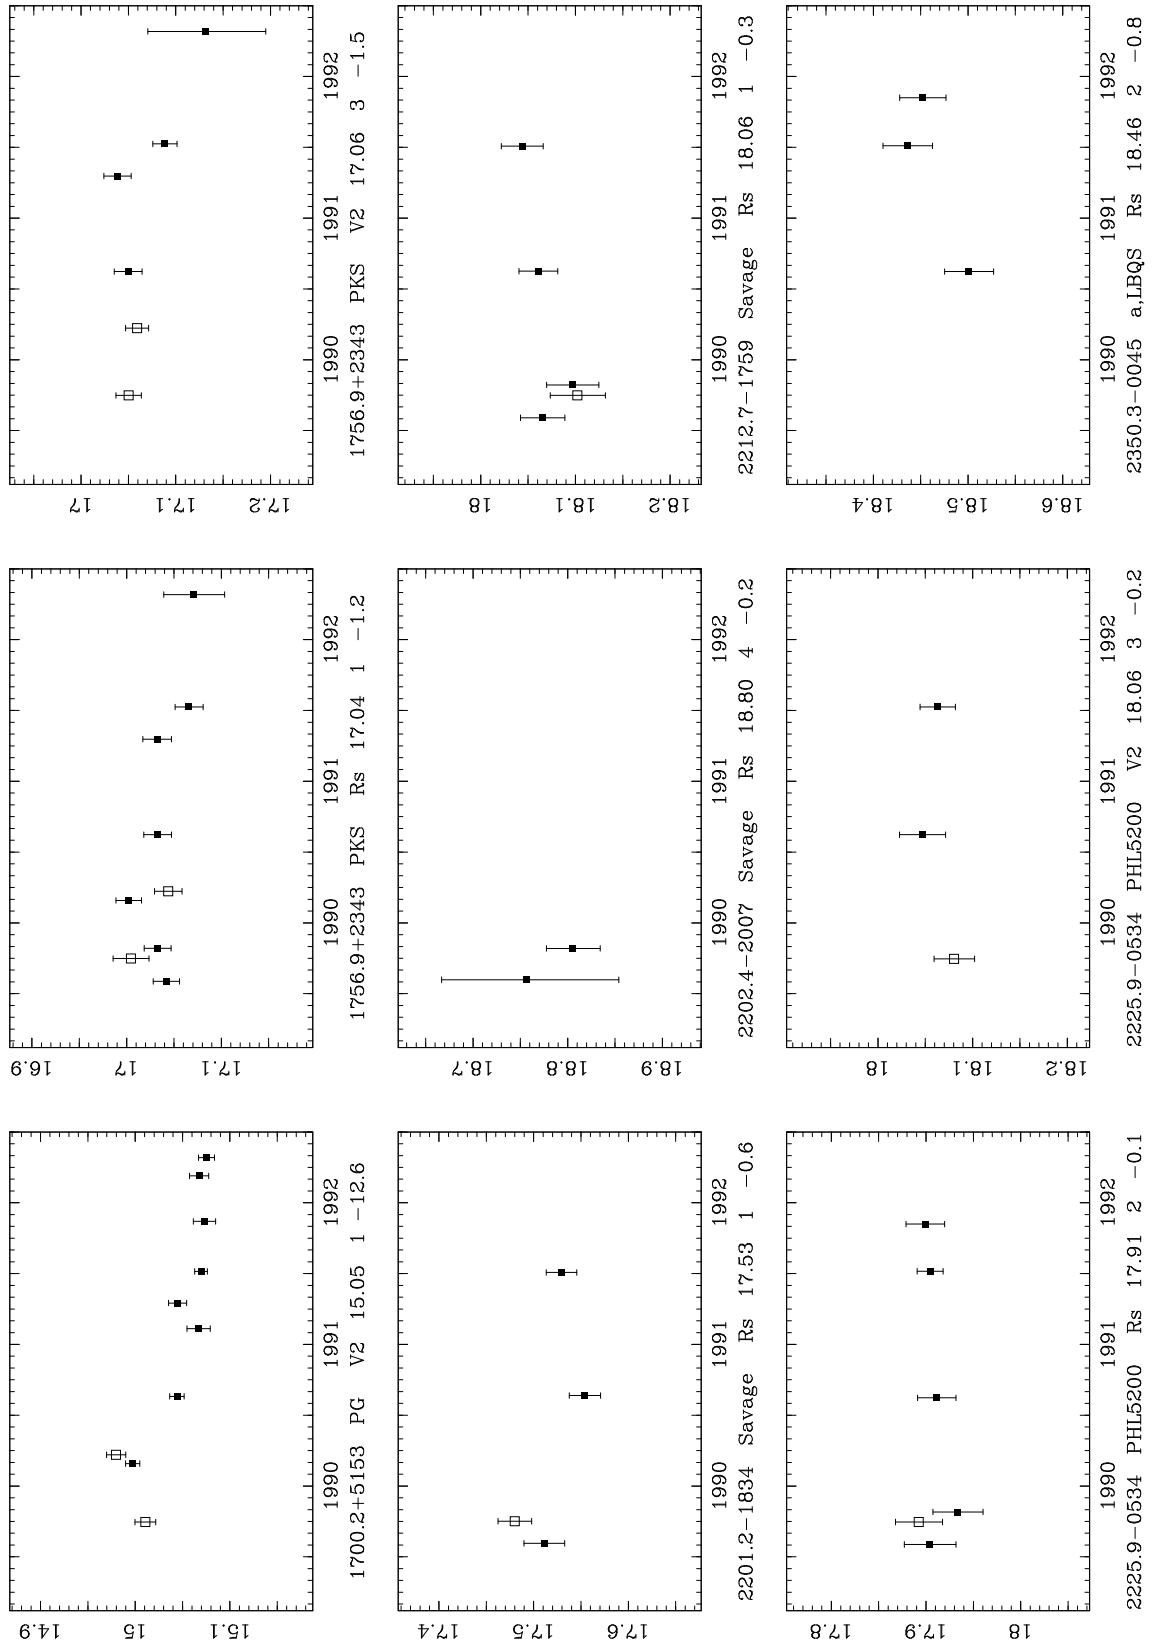 14.9
15
15.1
1990 1991 1992
1700.2+5153 PG V2 15.05 1 −12.6
16.9
17
17.1
1990 1991 1992
1756.9+2343 PKS Rs 17.04 1 −1.2
17
17.1
17.2
1990 1991 1992
1756.9+2343 PKS V2 17.06 3 −1.5
17.4
17.5
17.6
1990 1991 1992
2201.2−1834 Savage Rs 17.53 1 −0.6
18.7
18.8
18.9
1990 1991 1992
2202.4−2007 Savage Rs 18.80 4 −0.2
18
18.1
18.2
1990 1991 1992
2212.7−1759 Savage Rs 18.06 1 −0.3
17.8
17.9
18
1990 1991 1992
2225.9−0534 PHL5200 Rs 17.91 2 −0.1
18
18.1
18.2
1990 1991 1992
2225.9−0534 PHL5200 V2 18.06 3 −0.2
18.4
18.5
18.6
1990 1991 1992
2350.3−0045 a,LBQS Rs 18.46 2 −0.8